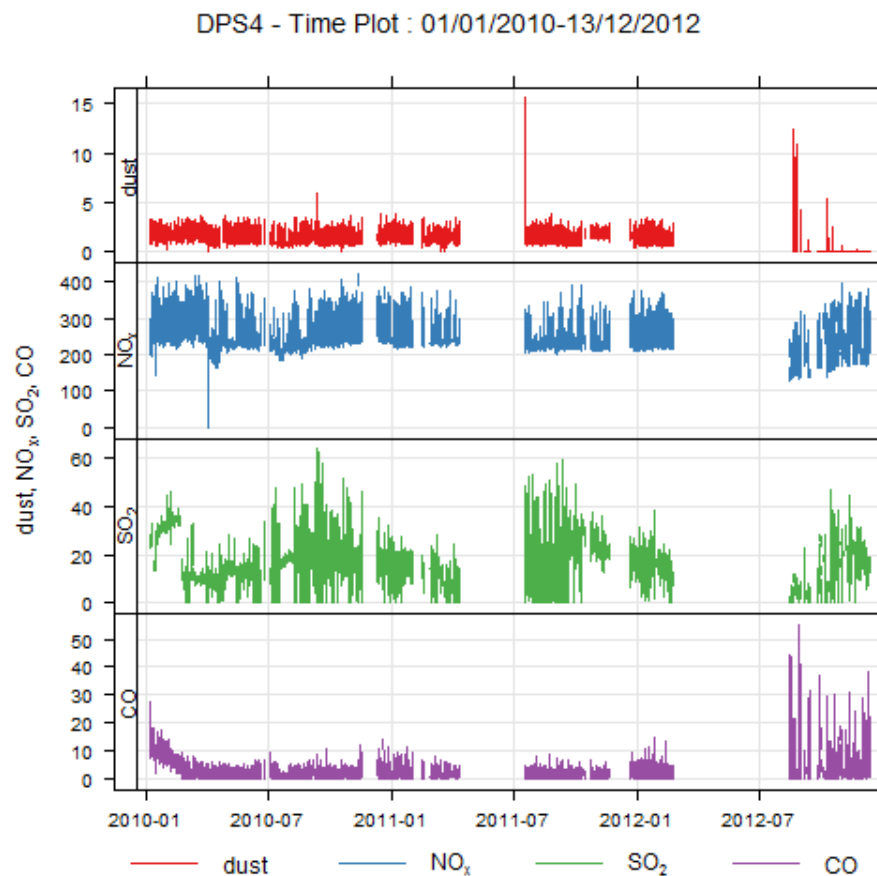 DPS4 - Time Plot : 01/01/2010-13/12/2012
dust, NOₓ, SO₂, CO
dust
15
10
5
0
NOₓ
400
300
200
100
0
SO₂
60
40
20
0
CO
50
40
30
20
10
0
2010-01 2010-07 2011-01 2011-07 2012-01 2012-07
dust NOₓ SO₂ CO